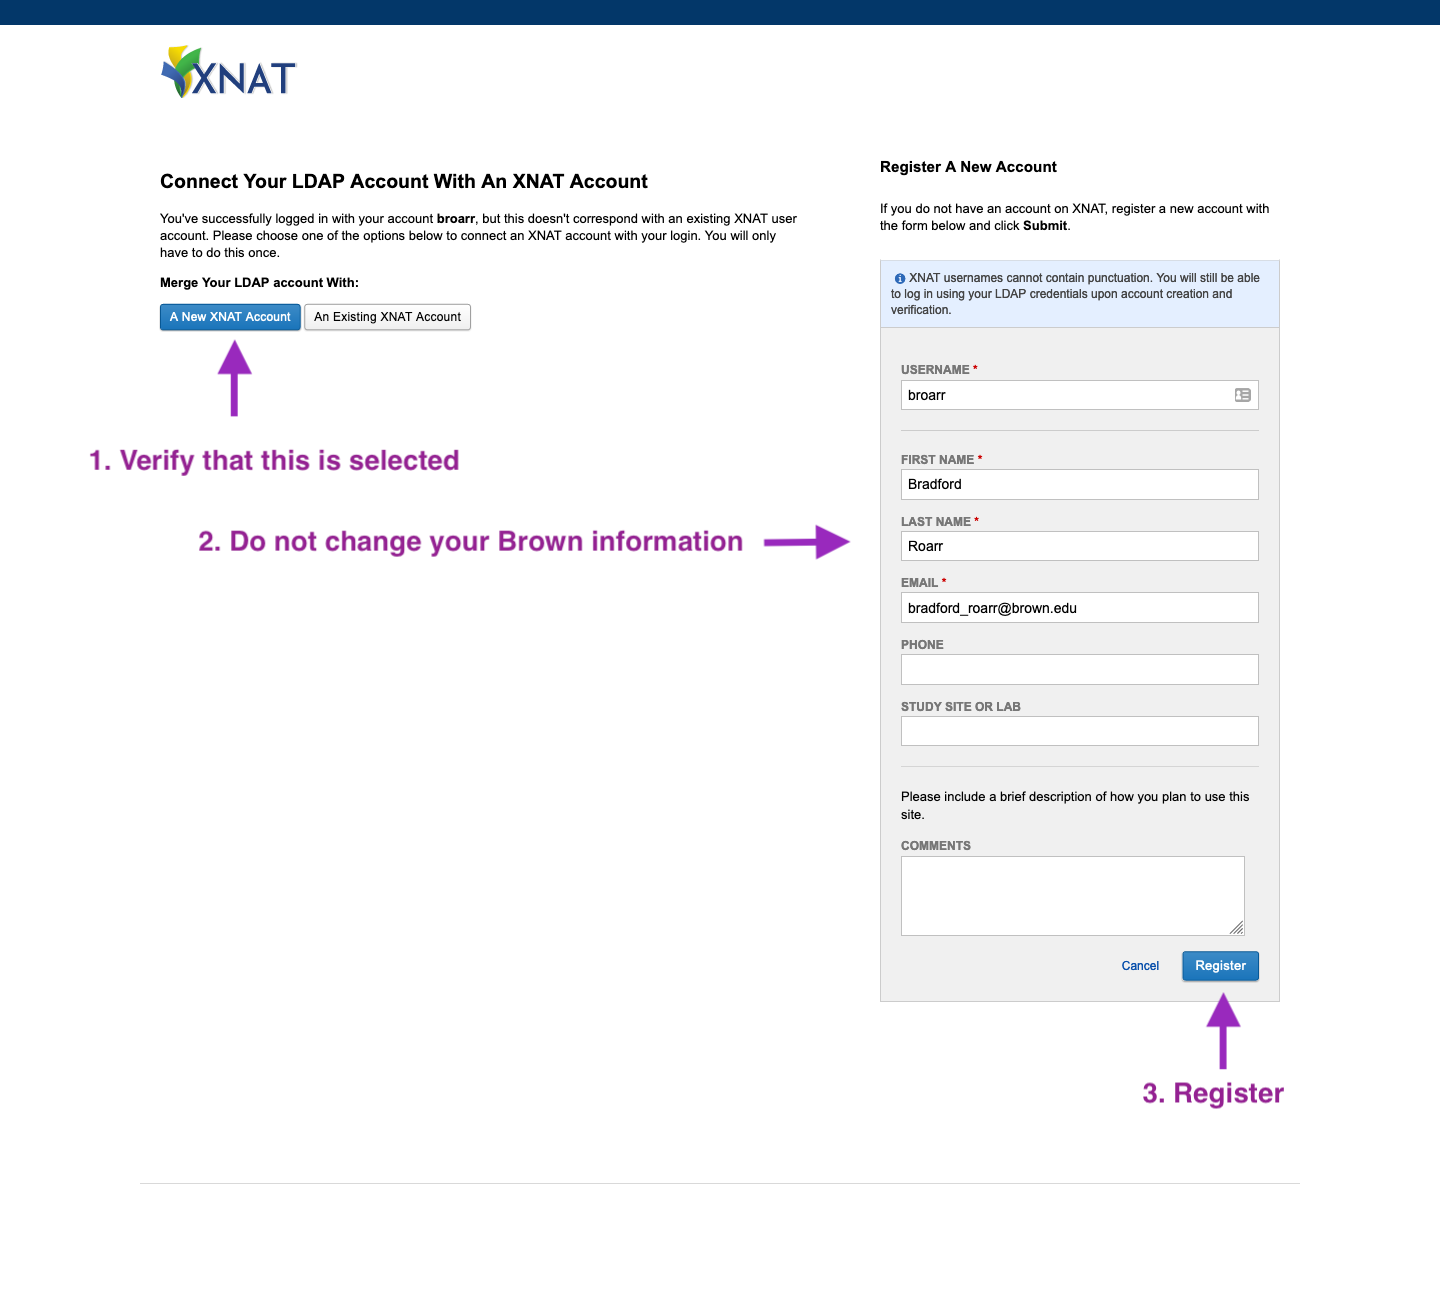 XNAT
Connect Your LDAP Account With An XNAT Account
You've successfully logged in with your account broarr, but this doesn't correspond with an existing XNAT user
account. Please choose one of the options below to connect an XNAT account with your login. You will only
have to do this once.
Merge Your LDAP account With:
A New XNAT Account
An Existing XNAT Account
1. Verify that this is selected
2. Do not change your Brown information
Register A New Account
If you do not have an account on XNAT, register a new account with
the form below and click Submit.
XNAT usernames cannot contain punctuation. You will still be able
to log in using your LDAP credentials upon account creation and
verification.
USERNAME *
broarr
FIRST NAME *
Bradford
LAST NAME *
Roarr
EMAIL *
bradford_roarr@brown.edu
PHONE
STUDY SITE OR LAB
Please include a brief description of how you plan to use this
site.
COMMENTS
Cancel
Register
3. Register